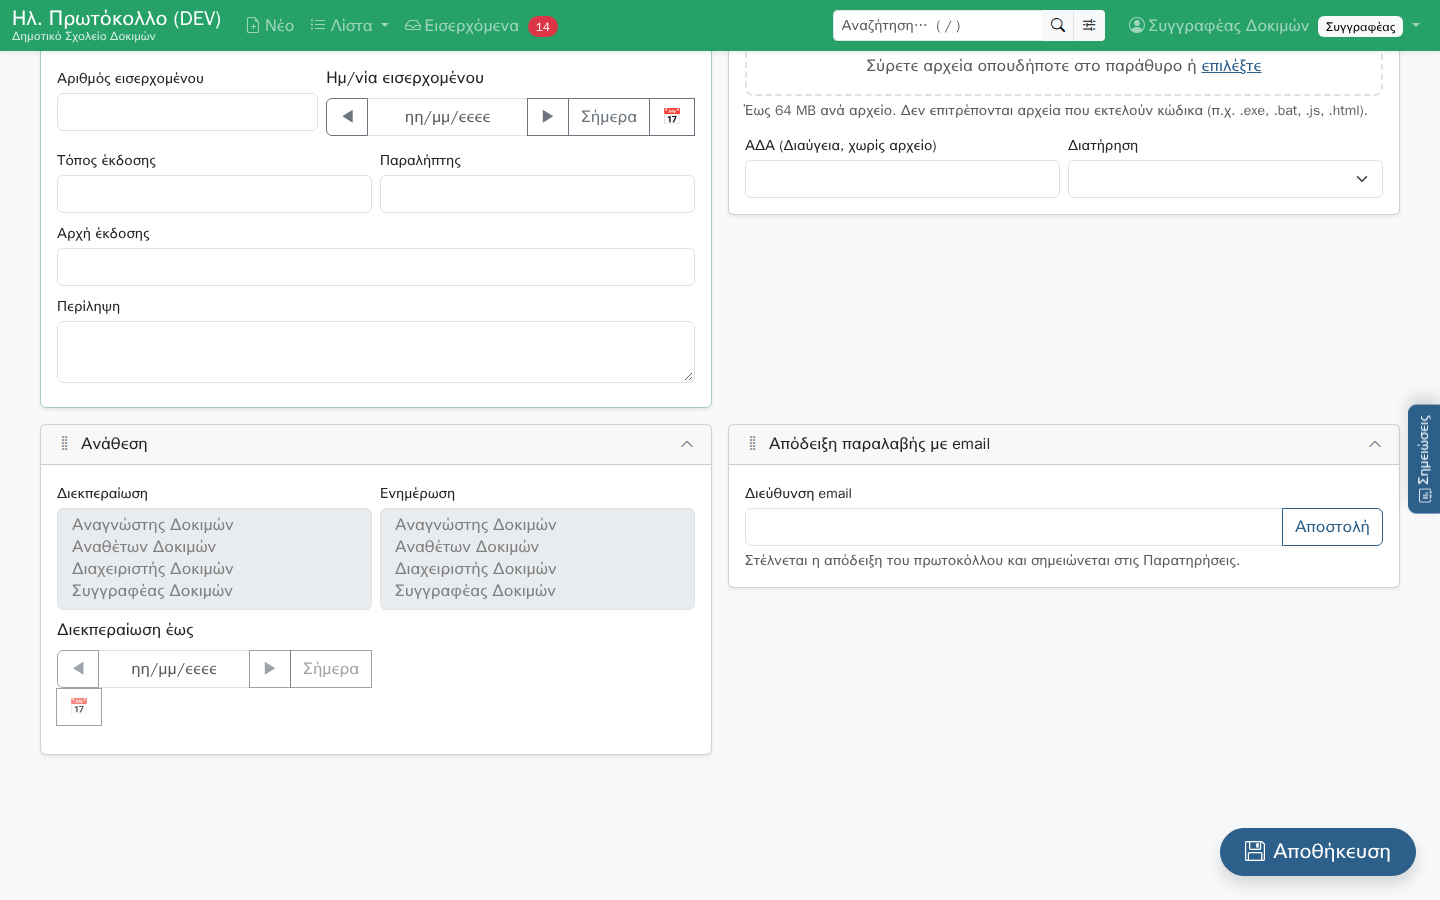 Ηλ. Πρωτόκολλο (DEV)
Δημοτικό Σχολείο Δοκιμών
Νέο
Λίστα
Εισερχόμενα 14
Αναζήτηση… ( / )
Συγγραφέας Δοκιμών Συγγραφέας
Αριθμός εισερχομένου
Ημ/νία εισερχομένου
◀ ηη/μμ/εεεε ▶ Σήμερα
Τόπος έκδοσης
Παραλήπτης
Αρχή έκδοσης
Περίληψη
Σύρετε αρχεία οπουδήποτε στο παράθυρο ή επιλέξτε
Έως 64 MB ανά αρχείο. Δεν επιτρέπονται αρχεία που εκτελούν κώδικα (π.χ. .exe, .bat, .js, .html).
ΑΔΑ (Διαύγεια, χωρίς αρχείο)
Διατήρηση
Ανάθεση
Διεκπεραίωση
Αναγνώστης Δοκιμών
Αναθέτων Δοκιμών
Διαχειριστής Δοκιμών
Συγγραφέας Δοκιμών
Ενημέρωση
Αναγνώστης Δοκιμών
Αναθέτων Δοκιμών
Διαχειριστής Δοκιμών
Συγγραφέας Δοκιμών
Διεκπεραίωση έως
◀ ηη/μμ/εεεε ▶ Σήμερα
Απόδειξη παραλαβής με email
Διεύθυνση email
Αποστολή
Στέλνεται η απόδειξη του πρωτοκόλλου και σημειώνεται στις Παρατηρήσεις.
Σημειώσεις
Αποθήκευση